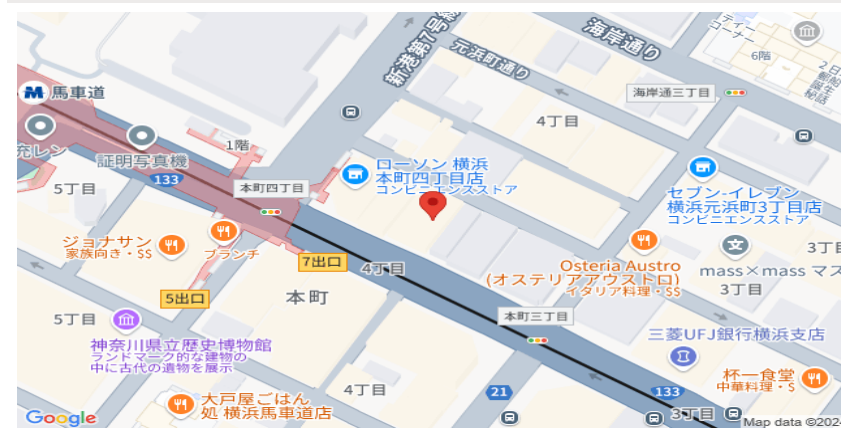 海岸通り
新港第7号線
元浜町通り
ティー
コーナー
6階
馬車道
海岸通三丁目
4丁目
1階
充レン
証明写真機
133
本町四丁目
ローソン 横浜
本町四丁目店
コンビニエンスストア
5丁目
セブン-イレブン
横浜元浜町3丁目店
コンビニエンスストア
ジョナサン
家族向き・$$
ブランチ
7出口
4丁目
Osteria Austro
(オステリアアウストロ)
イタリア料理・$$
3丁目
mass×mass マス
3丁目
5出口
本町
本町三丁目
5丁目
神奈川県立歴史博物館
ランドマーク的な建物の
中に古代の遺物を展示
三菱UFJ銀行横浜支店
4丁目
21
133
杯一食堂
中華料理・$
大戸屋ごはん
処 横浜馬車道店
3丁目
Google
Map data ©2024